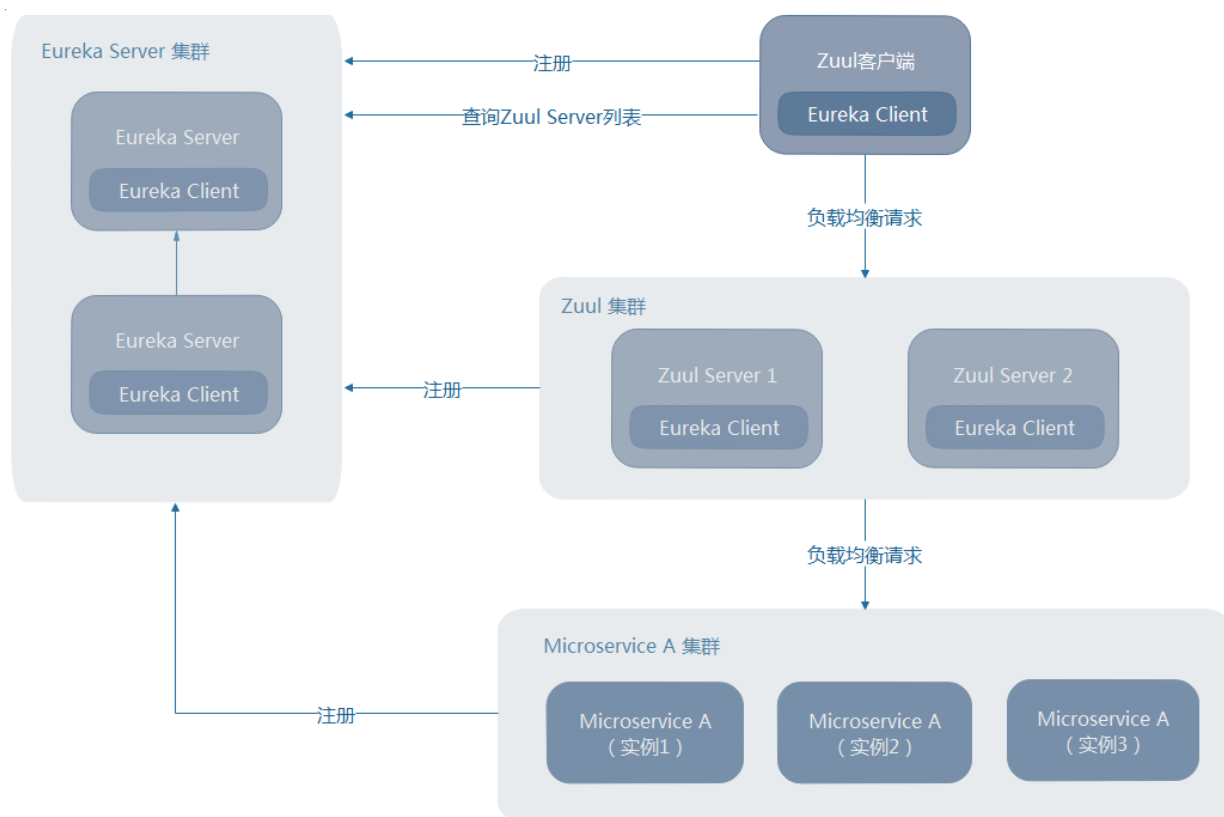 Eureka Server 集群
Eureka Server
Eureka Client
Eureka Server
Eureka Client
注册
查询Zuul Server列表
Zuul客户端
Eureka Client
负载均衡请求
Zuul 集群
Zuul Server 1
Eureka Client
Zuul Server 2
Eureka Client
注册
负载均衡请求
Microservice A 集群
Microservice A
（实例1）
Microservice A
（实例2）
Microservice A
（实例3）
注册